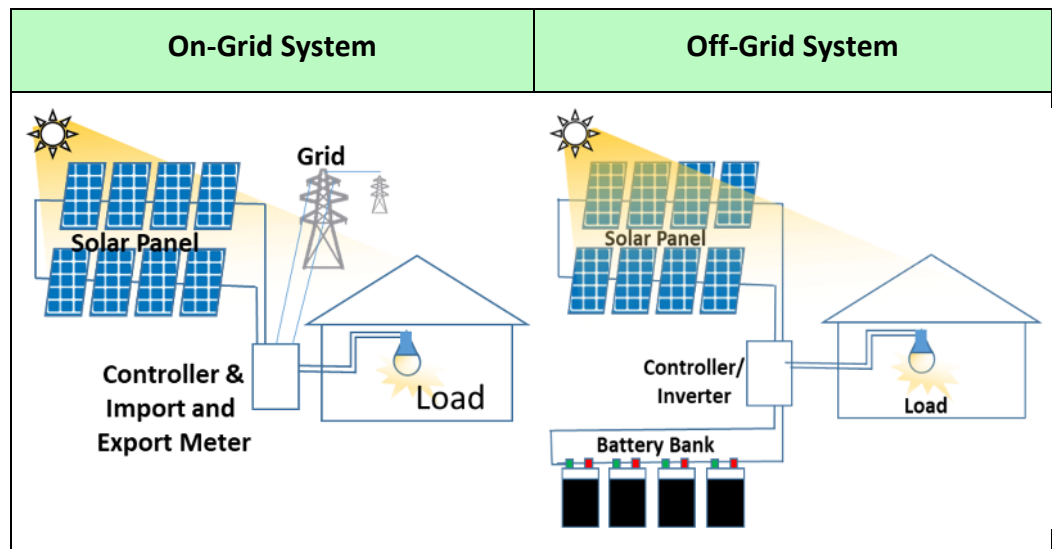 On-Grid System
Off-Grid System
Grid
Solar Panel
Controller &
Import and
Export Meter
Load
Solar Panel
Controller/
Inverter
Load
Battery Bank